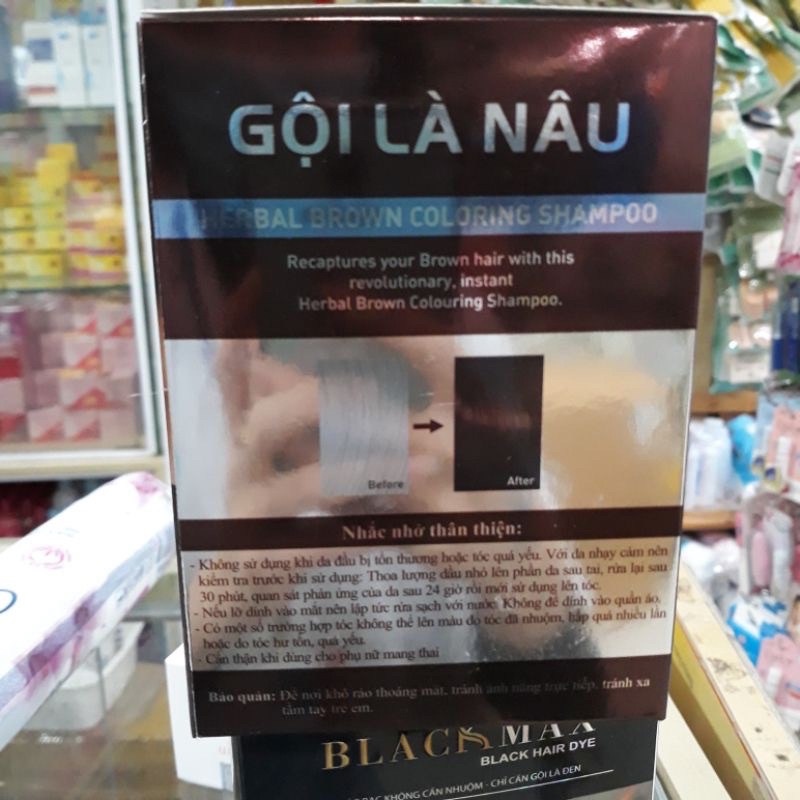 GỘI LÀ NÂU
HERBAL BROWN COLORING SHAMPOO
Recaptures your Brown hair with this
revolutionary, instant
Herbal Brown Colouring Shampoo.
Before
After
Nhắc nhở thân thiện:
- Không sử dụng khi da đầu bị tổn thương hoặc tóc quá yếu. Với da nhạy cảm nên
kiểm tra trước khi sử dụng: Thoa lượng dầu nhỏ lên phần da sau tai, rửa lại sau
30 phút, quan sát phản ứng của da sau 24 giờ rồi mới sử dụng lên tóc.
- Nếu lỡ dính vào mắt nên lập tức rửa sạch với nước. Không để dính vào quần áo.
- Có một số trường hợp tóc không thể lên màu do tóc đã nhuộm, hấp quá nhiều lần
hoặc do tóc hư tổn, quá yếu.
- Cẩn thận khi dùng cho phụ nữ mang thai
Bảo quản: Để nơi khô ráo thoáng mát, tránh ánh nắng trực tiếp, tránh xa
tầm tay trẻ em.
BLACK MAX
BLACK HAIR DYE
BẠC KHÔNG CẦN NHUỘM - CHỈ CẦN GỘI LÀ ĐEN